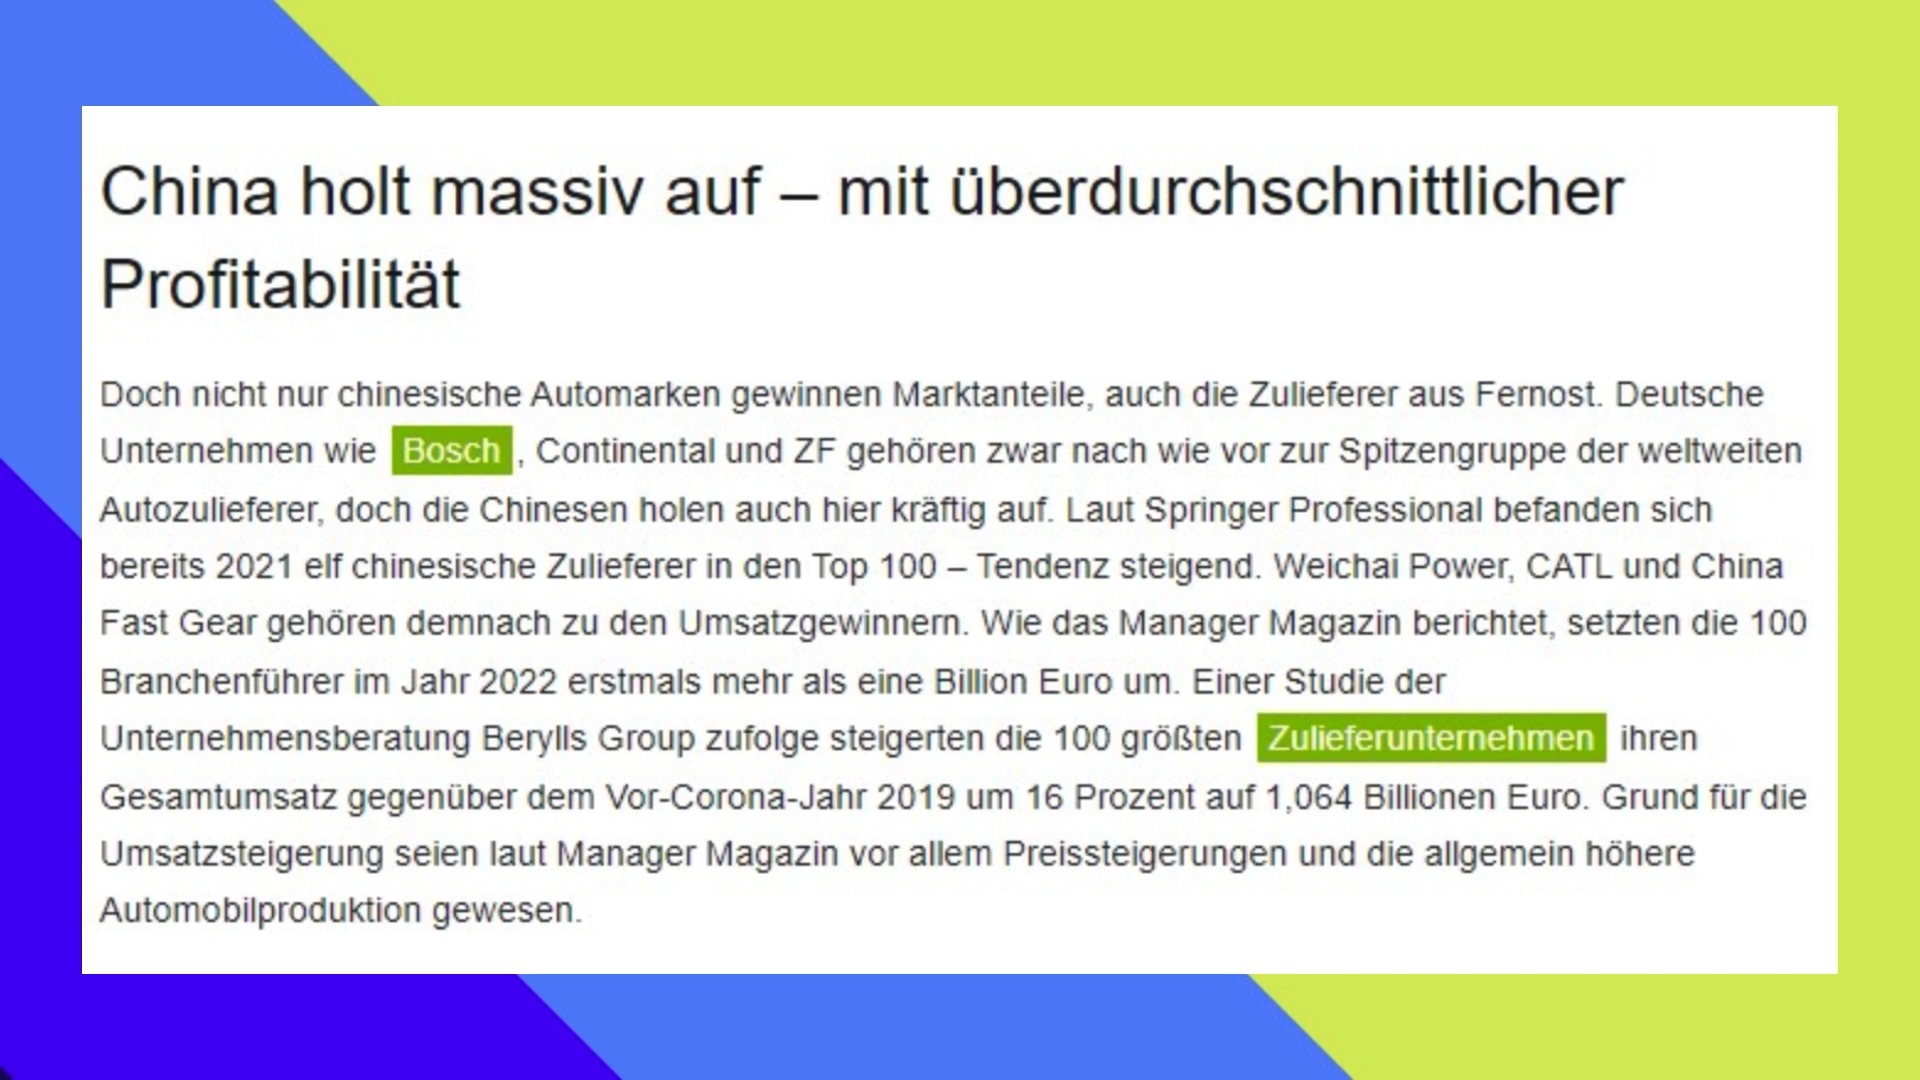 China holt massiv auf – mit überdurchschnittlicher
Profitabilität
Doch nicht nur chinesische Automarken gewinnen Marktanteile, auch die Zulieferer aus Fernost. Deutsche
Unternehmen wie Bosch , Continental und ZF gehören zwar nach wie vor zur Spitzengruppe der weltweiten
Autozulieferer, doch die Chinesen holen auch hier kräftig auf. Laut Springer Professional befanden sich
bereits 2021 elf chinesische Zulieferer in den Top 100 – Tendenz steigend. Weichai Power, CATL und China
Fast Gear gehören demnach zu den Umsatzgewinnern. Wie das Manager Magazin berichtet, setzten die 100
Branchenführer im Jahr 2022 erstmals mehr als eine Billion Euro um. Einer Studie der
Unternehmensberatung Berylls Group zufolge steigerten die 100 größten Zulieferunternehmen ihren
Gesamtumsatz gegenüber dem Vor-Corona-Jahr 2019 um 16 Prozent auf 1,064 Billionen Euro. Grund für die
Umsatzsteigerung seien laut Manager Magazin vor allem Preissteigerungen und die allgemein höhere
Automobilproduktion gewesen.